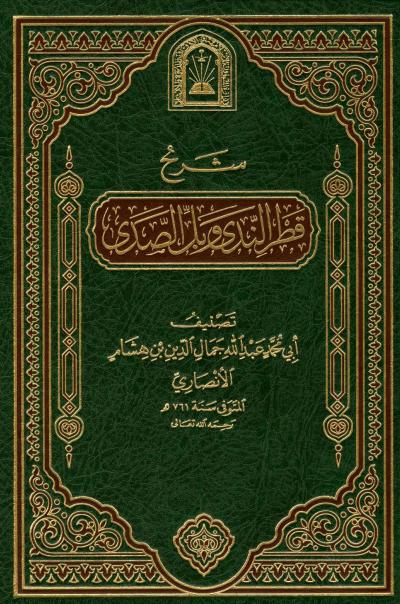 شرح
قطر الندى وبل الصدى
تصنيف
أبي محمد عبد الله جمال الدين بن هشام
الأنصاري
المتوفى سنة ٧٦١ هـ
رحمه الله تعالى